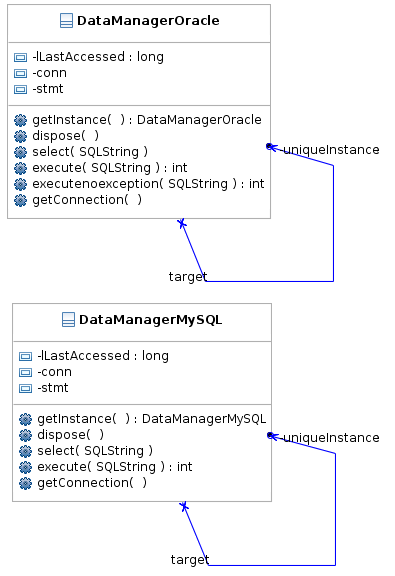 DataManagerOracle
-lLastAccessed : long
-conn
-stmt
getInstance(  ) : DataManagerOracle
dispose(  )
select( SQLString )
execute( SQLString ) : int
executenoexception( SQLString ) : int
getConnection(  )
uniqueInstance
target
DataManagerMySQL
-lLastAccessed : long
-conn
-stmt
getInstance(  ) : DataManagerMySQL
dispose(  )
select( SQLString )
execute( SQLString ) : int
getConnection(  )
uniqueInstance
target